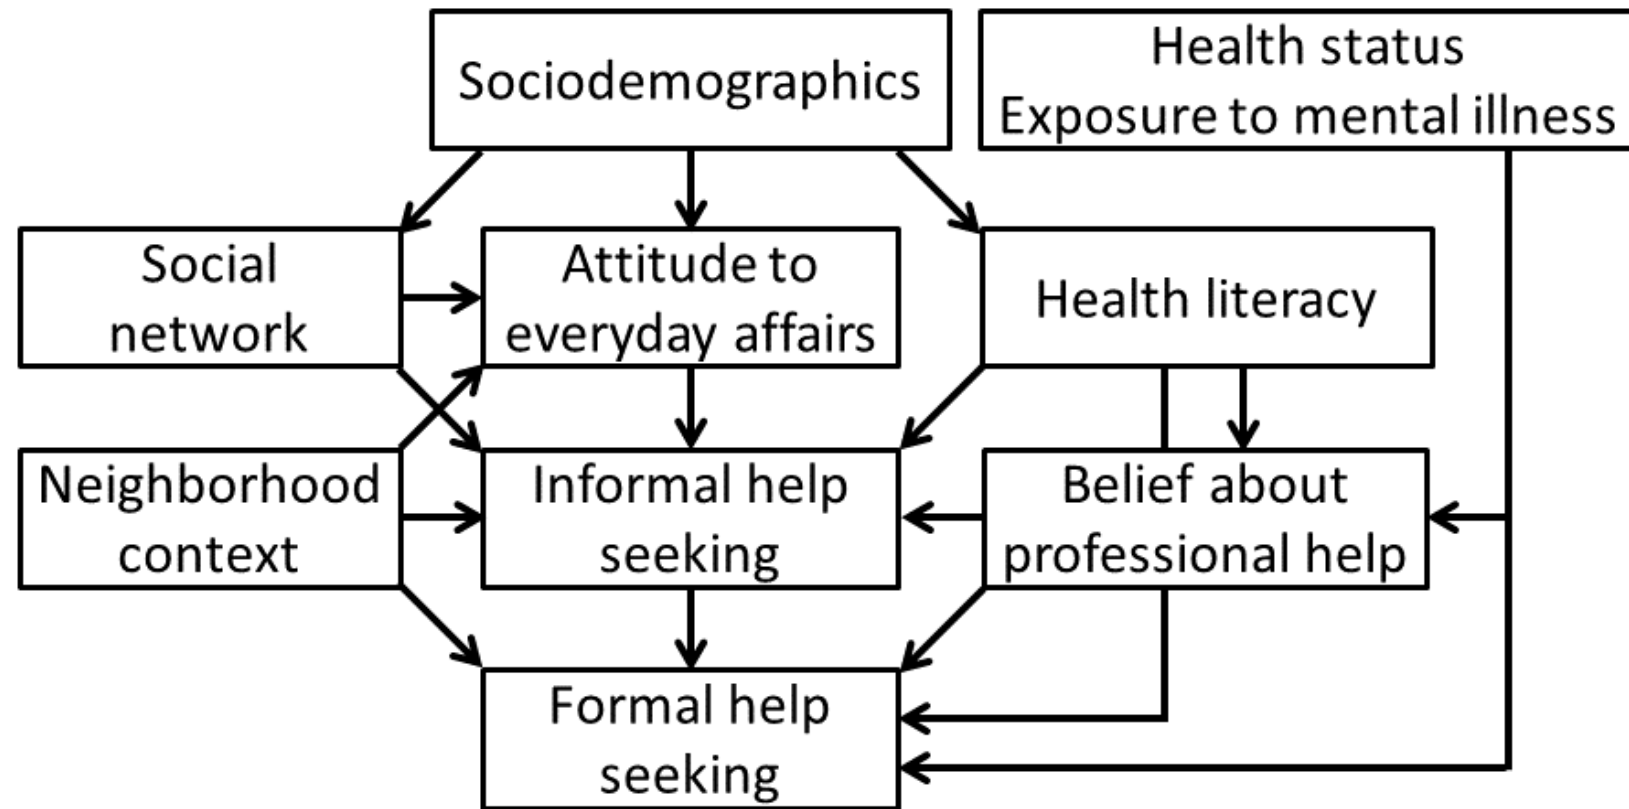 Sociodemographics
Health status
Exposure to mental illness
Social
network
Attitude to
everyday affairs
Health literacy
Neighborhood
context
Informal help
seeking
Belief about
professional help
Formal help
seeking